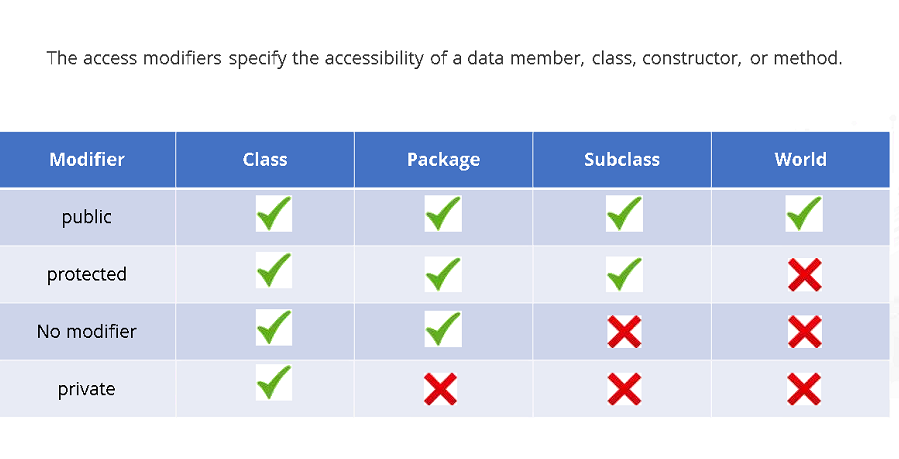 The access modifiers specify the accessibility of a data member, class, constructor, or method.
Modifier Class Package Subclass World
public
protected
No modifier
private